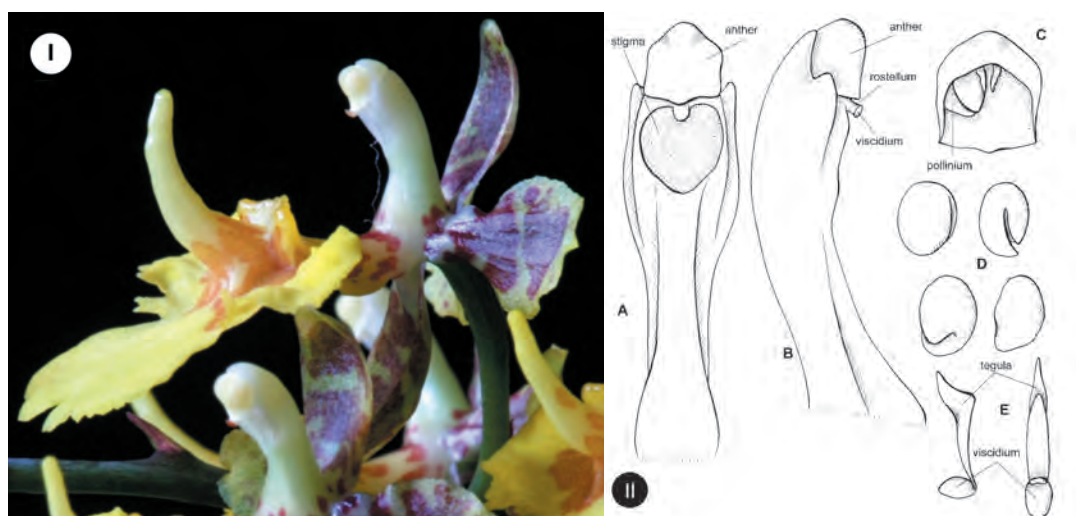 I
stigma
anther
anther
rostellum
viscidium
C
pollinium
D
A
B
tegula
E
viscidium
II